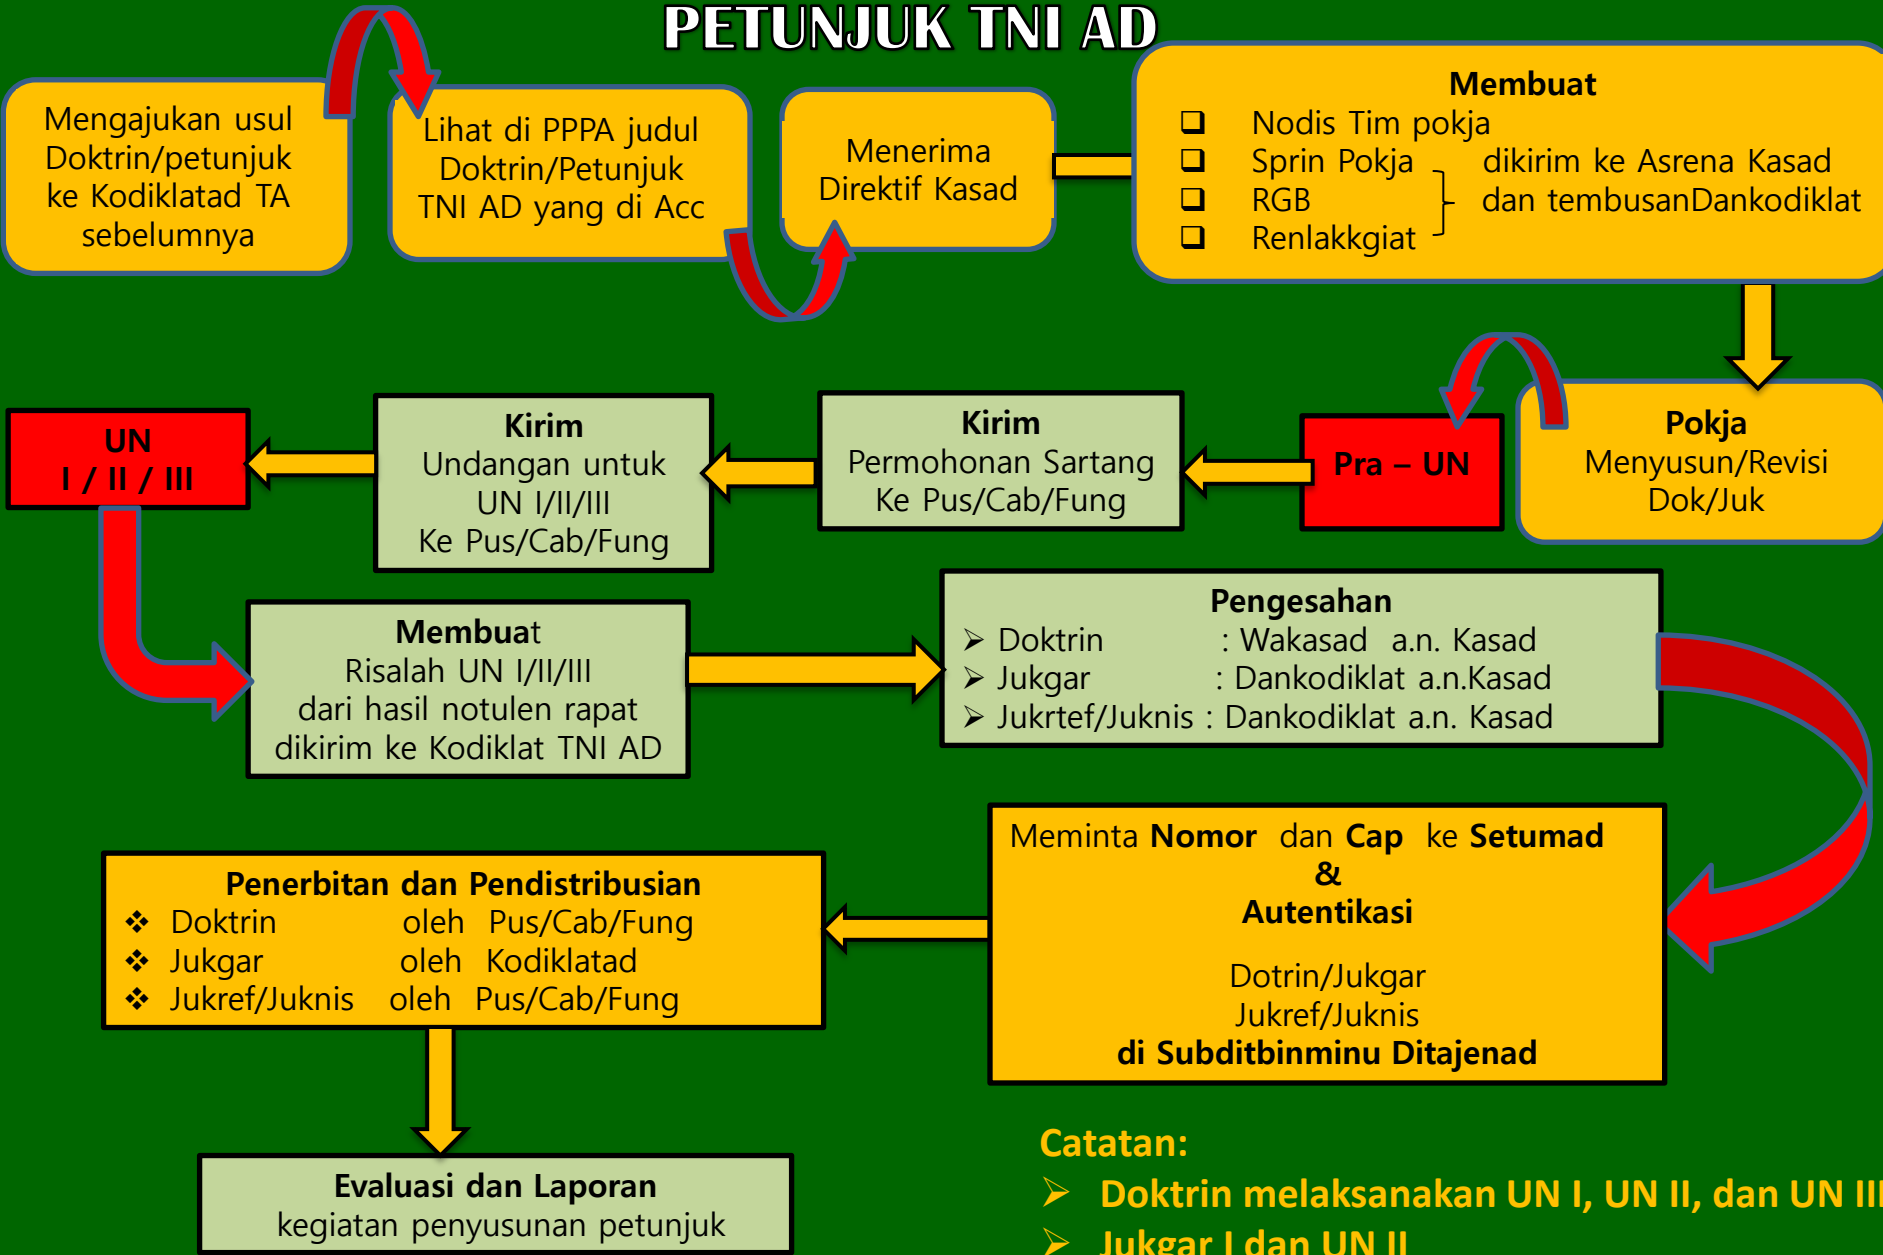 PETUNJUK TNI AD
Mengajukan usul
Doktrin/petunjuk
ke Kodiklatad TA
sebelumnya
Lihat di PPPA judul
Doktrin/Petunjuk
TNI AD yang di Acc
Menerima
Direktif Kasad
Membuat
❑ Nodis Tim pokja
❑ Sprin Pokja dikirim ke Asrena Kasad
❑ RGB dan tembusanDankodiklat
❑ Renlakkgiat
Pokja
Menyusun/Revisi
Dok/Juk
Pra – UN
Kirim
Permohonan Sartang
Ke Pus/Cab/Fung
Kirim
Undangan untuk
UN I/II/III
Ke Pus/Cab/Fung
UN
I / II / III
Membuat
Risalah UN I/II/III
dari hasil notulen rapat
dikirim ke Kodiklat TNI AD
Pengesahan
➢ Doktrin : Wakasad a.n. Kasad
➢ Jukgar : Dankodiklat a.n.Kasad
➢ Jukrtef/Juknis : Dankodiklat a.n. Kasad
Meminta Nomor dan Cap ke Setumad
&
Autentikasi
Dotrin/Jukgar
Jukref/Juknis
di Subditbinminu Ditajenad
Penerbitan dan Pendistribusian
❖ Doktrin oleh Pus/Cab/Fung
❖ Jukgar oleh Kodiklatad
❖ Jukref/Juknis oleh Pus/Cab/Fung
Evaluasi dan Laporan
kegiatan penyusunan petunjuk
Catatan:
➢ Doktrin melaksanakan UN I, UN II, dan UN III
➢ Jukgar I dan UN II